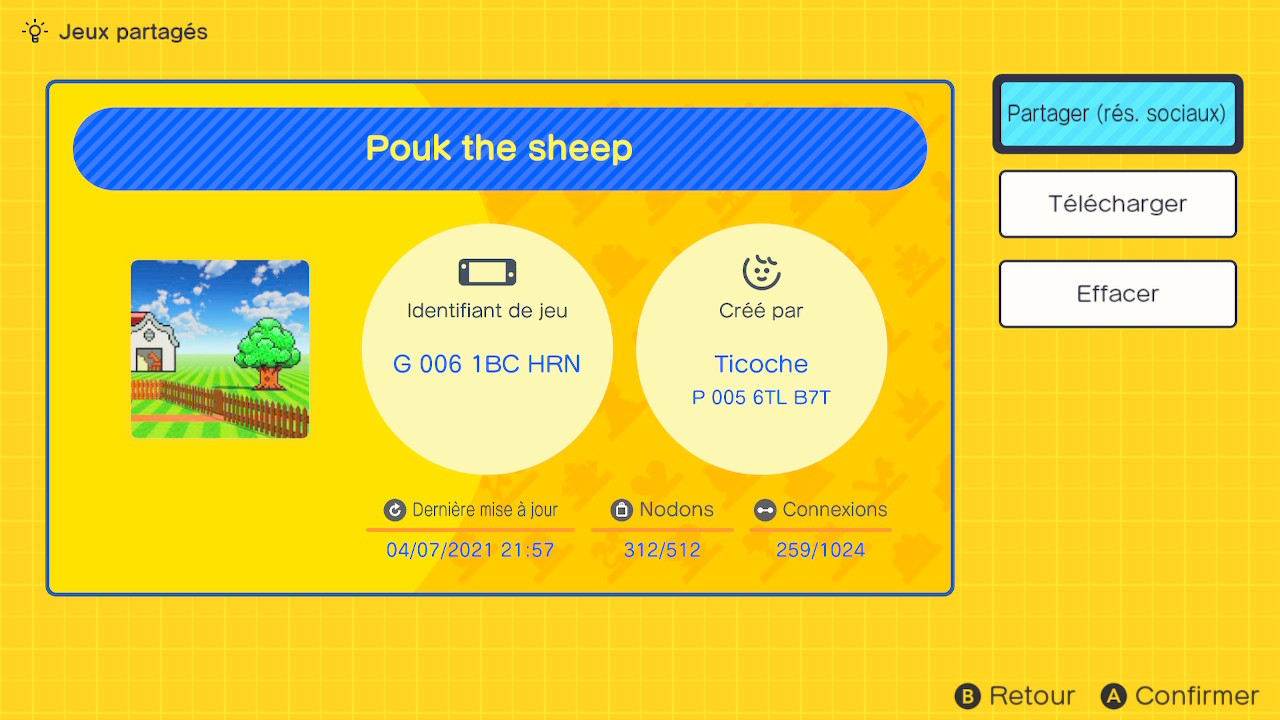 Jeux partagés
Pouk the sheep
Partager (rés. sociaux)
Télécharger
Effacer
Identifiant de jeu
G 006 1BC HRN
Créé par
Ticoche
P 005 6TL B7T
Dernière mise à jour
04/07/2021 21:57
Nodons
312/512
Connexions
259/1024
B Retour
A Confirmer